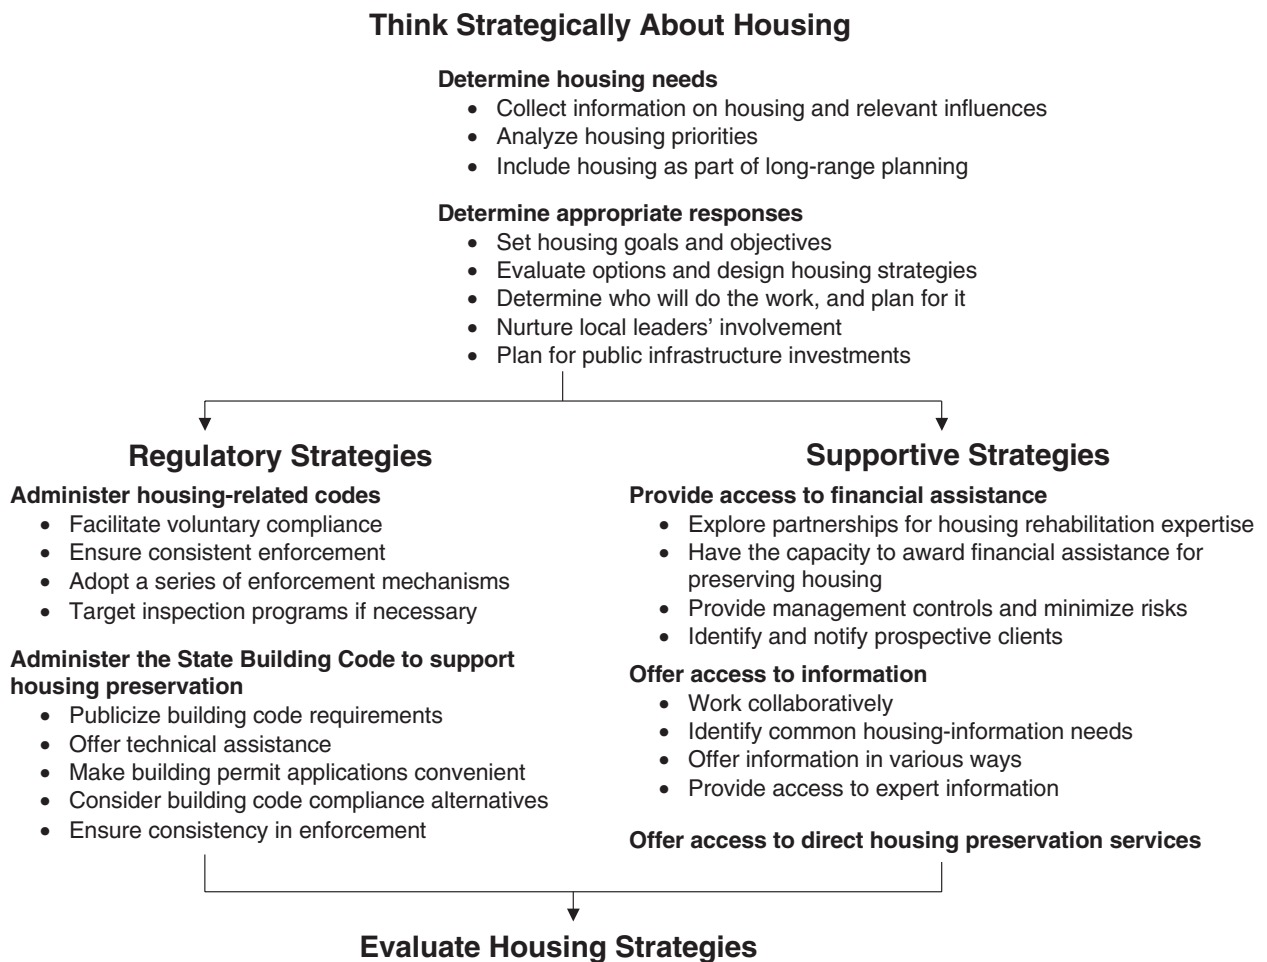 Think Strategically About Housing
Determine housing needs
• Collect information on housing and relevant influences
• Analyze housing priorities
• Include housing as part of long-range planning
Determine appropriate responses
• Set housing goals and objectives
• Evaluate options and design housing strategies
• Determine who will do the work, and plan for it
• Nurture local leaders’ involvement
• Plan for public infrastructure investments
Regulatory Strategies
Administer housing-related codes
• Facilitate voluntary compliance
• Ensure consistent enforcement
• Adopt a series of enforcement mechanisms
• Target inspection programs if necessary
Administer the State Building Code to support
housing preservation
• Publicize building code requirements
• Offer technical assistance
• Make building permit applications convenient
• Consider building code compliance alternatives
• Ensure consistency in enforcement
Supportive Strategies
Provide access to financial assistance
• Explore partnerships for housing rehabilitation expertise
• Have the capacity to award financial assistance for
preserving housing
• Provide management controls and minimize risks
• Identify and notify prospective clients
Offer access to information
• Work collaboratively
• Identify common housing-information needs
• Offer information in various ways
• Provide access to expert information
Offer access to direct housing preservation services
Evaluate Housing Strategies